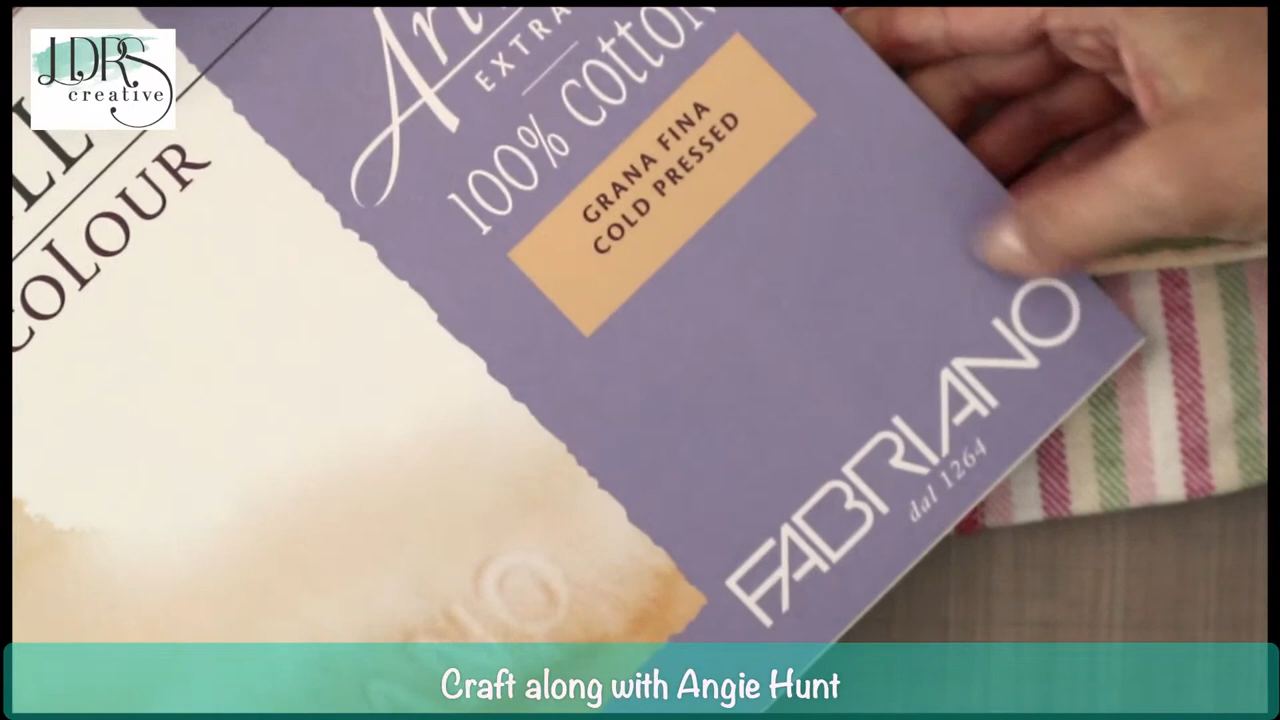 LDRS
creative
COLOUR
EXTRA
100% cotton
GRANA FINA
COLD PRESSED
FABRIANO
dal 1264
Craft along with Angie Hunt